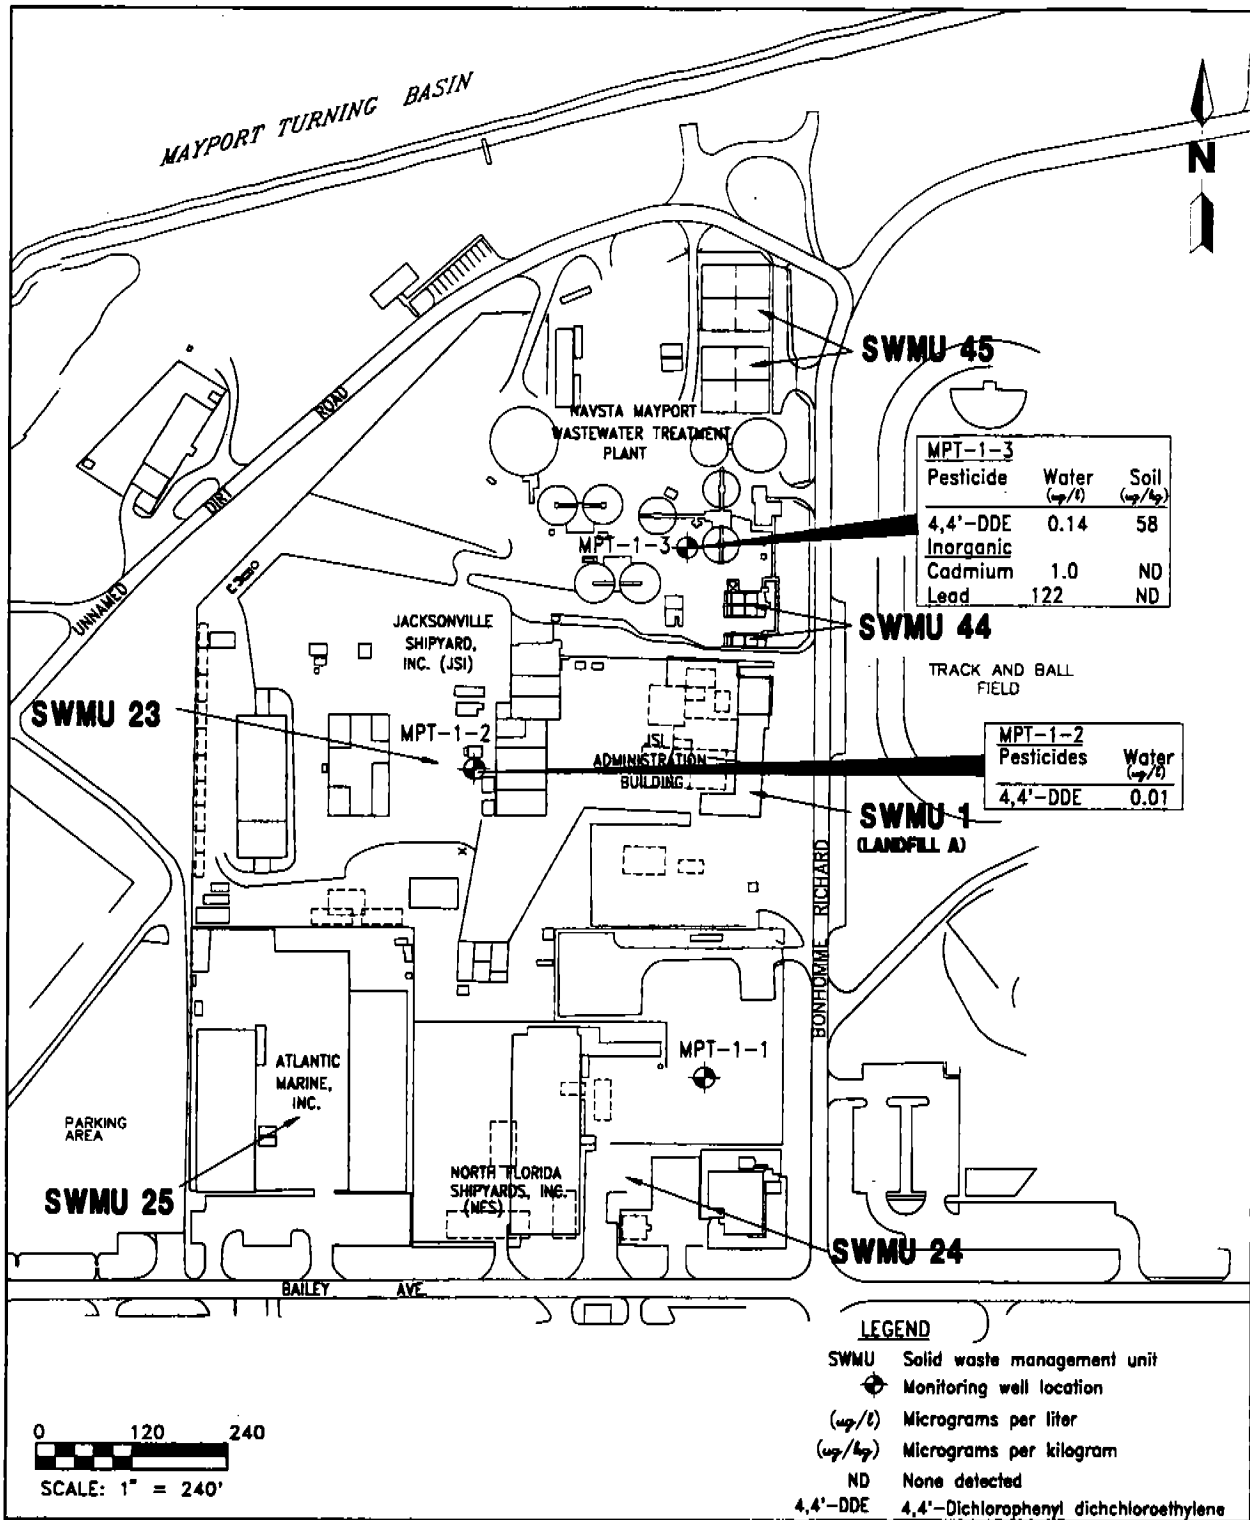 MAYPORT TURNING BASIN
N
SWMU 45
NAVSTA MAYPORT
WASTEWATER TREATMENT
PLANT
UNNAMED DIRT ROAD
MPT-1-3
Pesticide Water Soil
(ug/l) (ug/kg)
4,4'-DDE 0.14 58
Inorganic
Cadmium 1.0 ND
Lead 122 ND
MPT-1-3
SWMU 44
JACKSONVILLE
SHIPYARD,
INC. (JSI)
TRACK AND BALL
FIELD
SWMU 23
MPT-1-2
JSI
ADMINISTRATION
BUILDING
MPT-1-2
Pesticides Water
(ug/l)
4,4'-DDE 0.01
SWMU 1
(LANDFILL A)
BONHOMME RICHARD
x
MPT-1-1
ATLANTIC
MARINE,
INC.
PARKING
AREA
NORTH FLORIDA
SHIPYARDS, INC.
(NFS)
SWMU 25
SWMU 24
BAILEY AVE.
LEGEND
SWMU Solid waste management unit
Monitoring well location
(ug/l) Micrograms per liter
(ug/kg) Micrograms per kilogram
ND None detected
4,4'-DDE 4,4'-Dichlorophenyl dichchloroethylene
0 120 240
SCALE: 1" = 240'